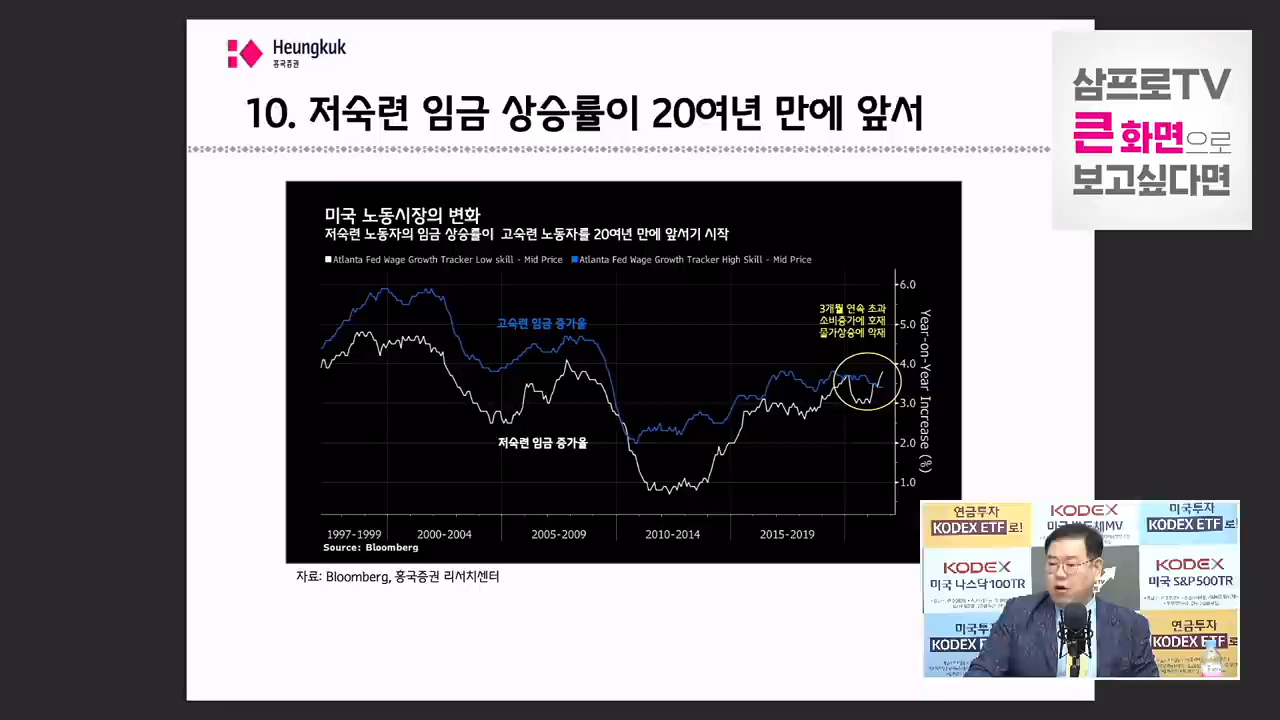 Heungkuk
흥국증권
10. 저숙련 임금 상승률이 20여년 만에 앞서
삼프로TV
큰 화면으로
보고싶다면
미국 노동시장의 변화
저숙련 노동자의 임금 상승률이 고숙련 노동자를 20여년 만에 앞서기 시작
Atlanta Fed Wage Growth Tracker Low skill - Mid Price
Atlanta Fed Wage Growth Tracker High Skill - Mid Price
3개월 연속 초과
소비증가에 호재
물가상승에 악재
고숙련 임금 증가율
저숙련 임금 증가율
6.0
5.0
4.0
3.0
2.0
1.0
Year-on-Year Increase (%)
1997-1999
2000-2004
2005-2009
2010-2014
2015-2019
Source: Bloomberg
자료: Bloomberg, 흥국증권 리서치센터
연금투자
KODEX ETF로!
KODEX
미국투자
KODEX ETF로!
KODEX
미국 나스닥100TR
KODEX
미국 S&P500TR
미국투자
KODEX
연금투자
KODEX ETF로!